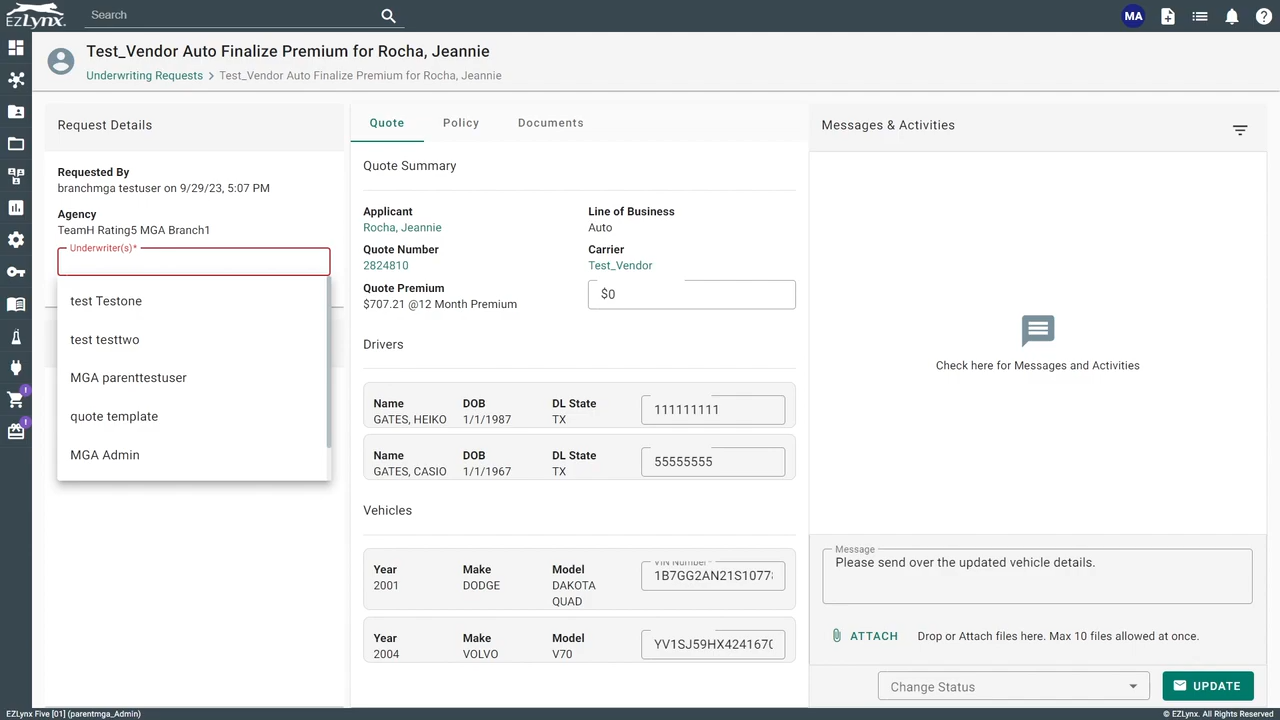 EZLynx
Search
MA
Test_Vendor Auto Finalize Premium for Rocha, Jeannie
Underwriting Requests > Test_Vendor Auto Finalize Premium for Rocha, Jeannie
Request Details
Requested By
branchmga testuser on 9/29/23, 5:07 PM
Agency
TeamH Rating5 MGA Branch1
Underwriter(s)*
test Testone
test testtwo
MGA parenttestuser
quote template
MGA Admin
Quote Policy Documents
Quote Summary
Applicant Line of Business
Rocha, Jeannie Auto
Quote Number Carrier
2824810 Test_Vendor
Quote Premium
$707.21 @12 Month Premium
$0
Drivers
Name DOB DL State
GATES, HEIKO 1/1/1987 TX
111111111
Name DOB DL State
GATES, CASIO 1/1/1967 TX
55555555
Vehicles
Year Make Model VIN Number*
2001 DODGE DAKOTA QUAD
1B7GG2AN21S1077
Year Make Model
2004 VOLVO V70
YV1SJ59HX424167
Messages & Activities
Check here for Messages and Activities
Message
Please send over the updated vehicle details.
ATTACH Drop or Attach files here. Max 10 files allowed at once.
Change Status UPDATE
EZLynx Five [01] (parentmga_Admin)
© EZLynx. All Rights Reserved